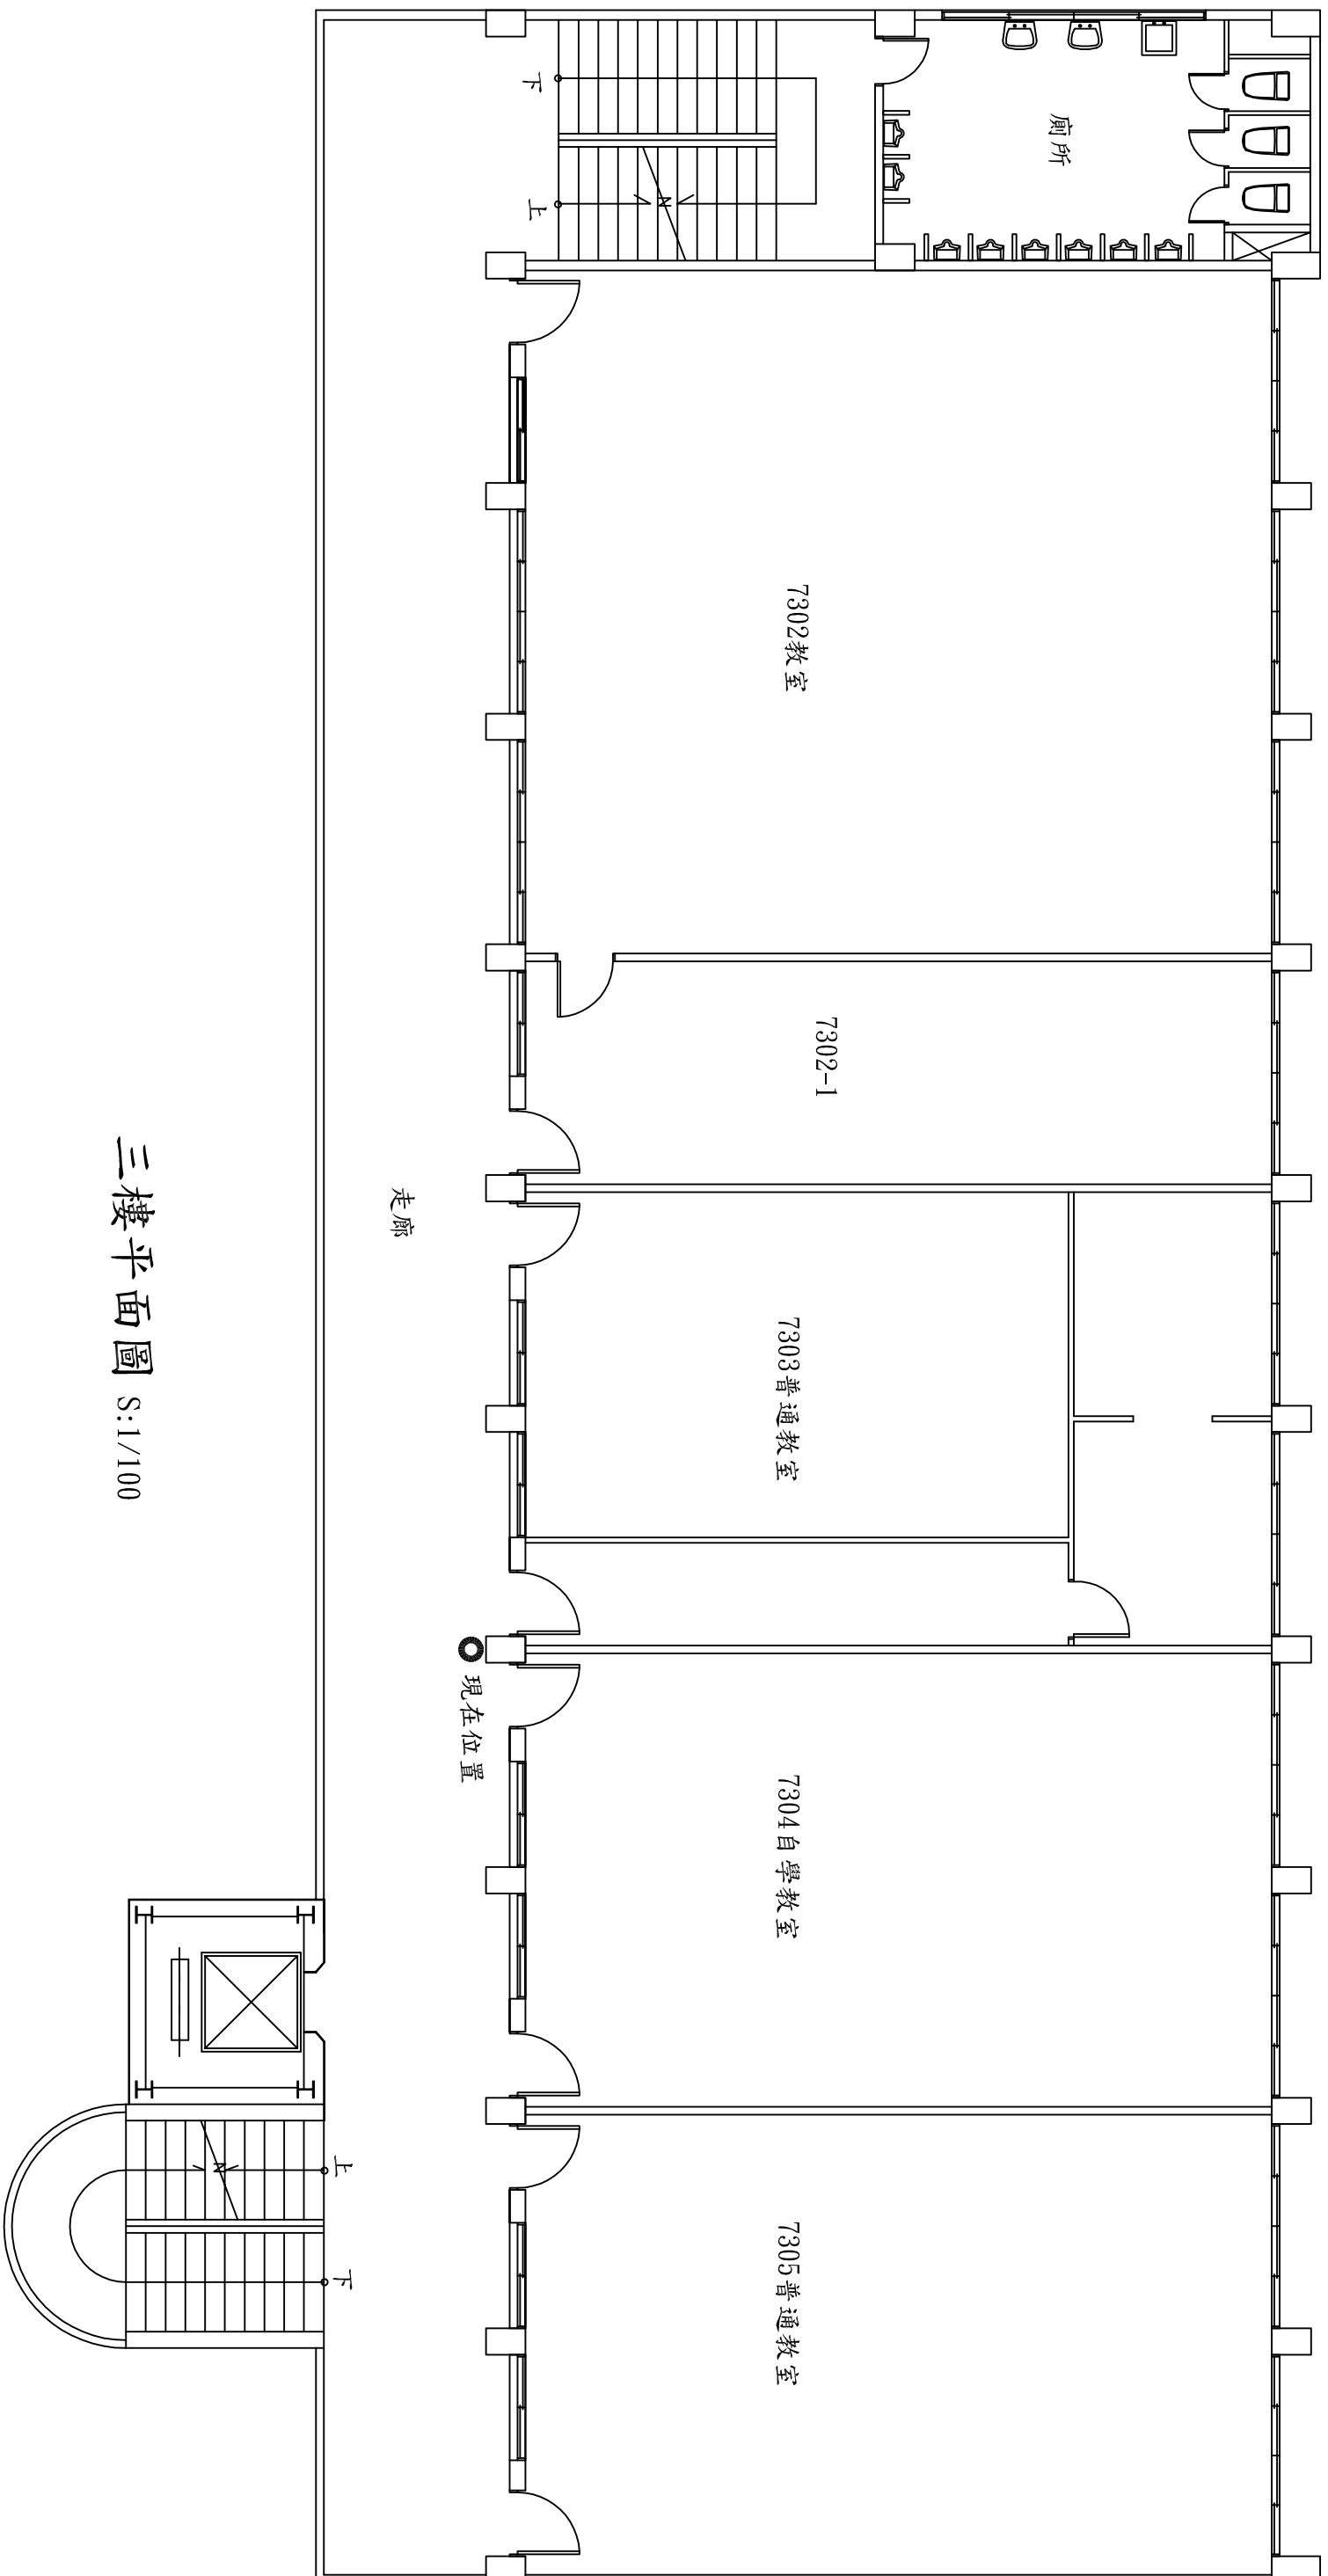 廁所
下
上
7302教室
7302-1
7303普通教室
7304自學教室
7305普通教室
走廊
現在位置
上
下
三樓平面圖 S:1/100